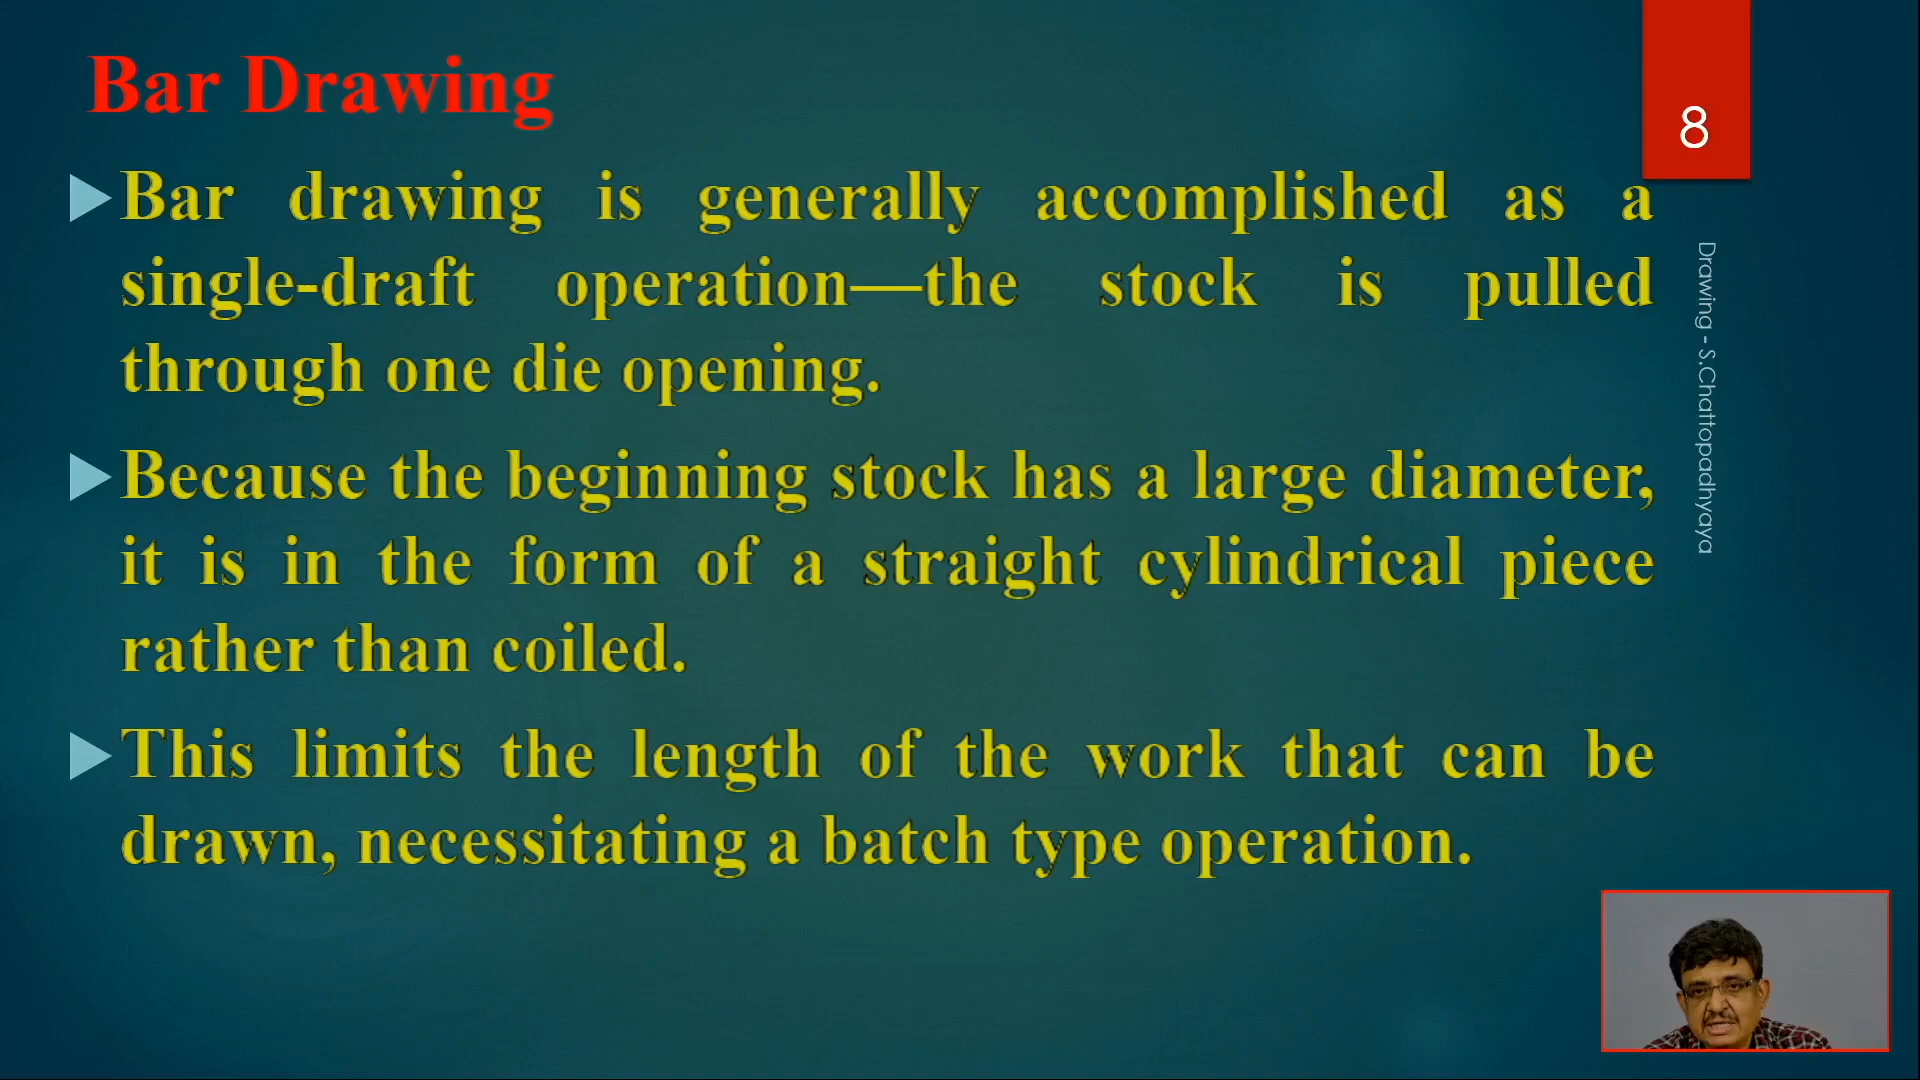 Bar Drawing
8
Bar drawing is generally accomplished as a
single-draft operation—the stock is pulled
through one die opening.
Because the beginning stock has a large diameter,
it is in the form of a straight cylindrical piece
rather than coiled.
This limits the length of the work that can be
drawn, necessitating a batch type operation.
Drawing - S.Chattopadhyaya